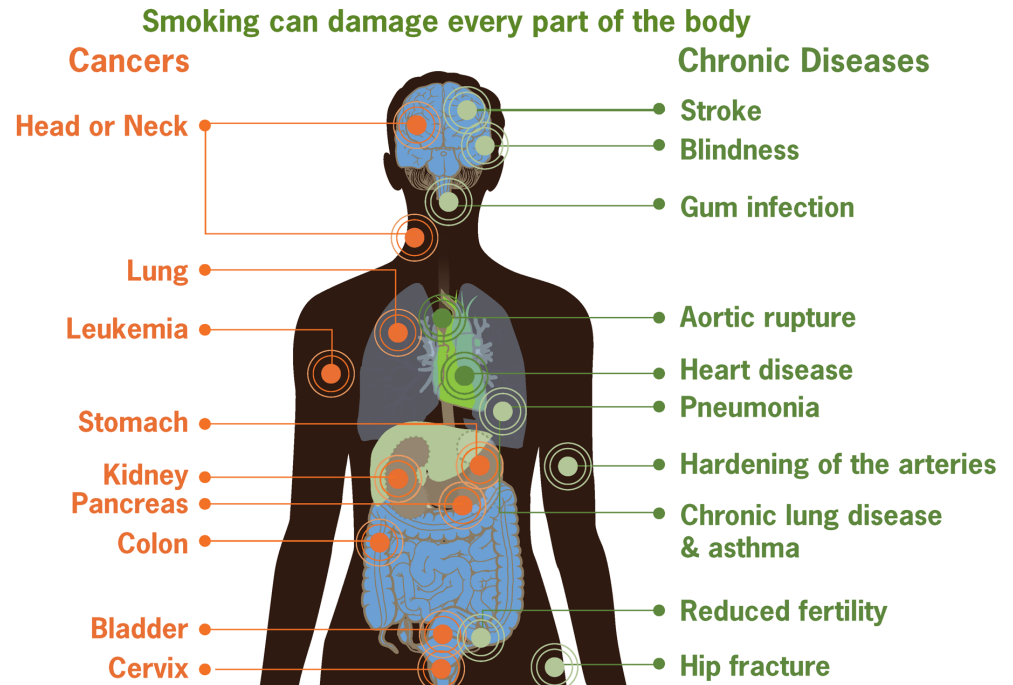 Smoking can damage every part of the body
Cancers
Head or Neck
Lung
Leukemia
Stomach
Kidney
Pancreas
Colon
Bladder
Cervix
Chronic Diseases
Stroke
Blindness
Gum infection
Aortic rupture
Heart disease
Pneumonia
Hardening of the arteries
Chronic lung disease
& asthma
Reduced fertility
Hip fracture